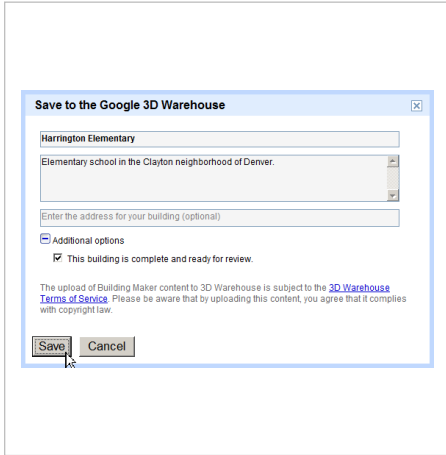 Save to the Google 3D Warehouse
Harrington Elementary
Elementary school in the Clayton neighborhood of Denver.
Enter the address for your building (optional)
Additional options
This building is complete and ready for review.
The upload of Building Maker content to 3D Warehouse is subject to the 3D Warehouse
Terms of Service. Please be aware that by uploading this content, you agree that it complies
with copyright law.
Save Cancel